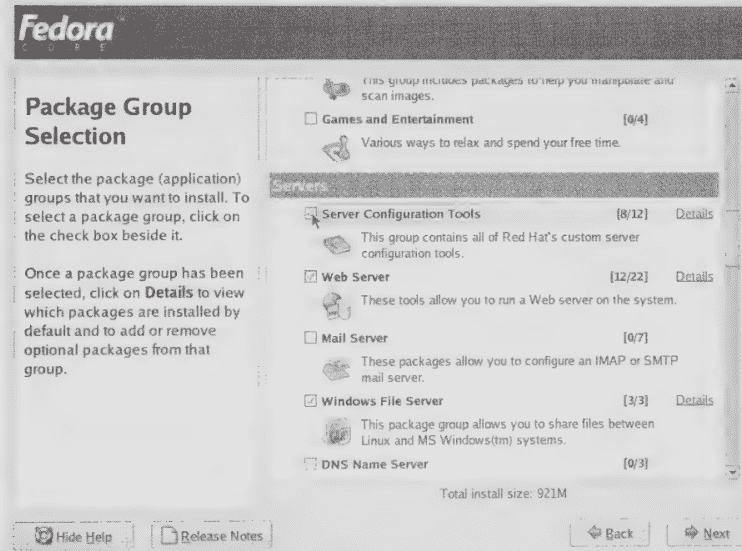 Fedora
CORE
Package Group
Selection
Select the package (application)
groups that you want to install. To
select a package group, click on
the check box beside it.
Once a package group has been
selected, click on Details to view
which packages are installed by
default and to add or remove
optional packages from that
group.
This group includes packages to help you manipulate and
scan images.
Games and Entertainment [0/4]
Various ways to relax and spend your free time.
Servers
Server Configuration Tools [8/12] Details
This group contains all of Red Hat's custom server
configuration tools.
Web Server [12/22] Details
These tools allow you to run a Web server on the system.
Mail Server [0/7]
These packages allow you to configure an IMAP or SMTP
mail server.
Windows File Server [3/3] Details
This package group allows you to share files between
Linux and MS Windows(tm) systems.
DNS Name Server [0/3]
Total install size: 921M
Hide Help Release Notes Back Next